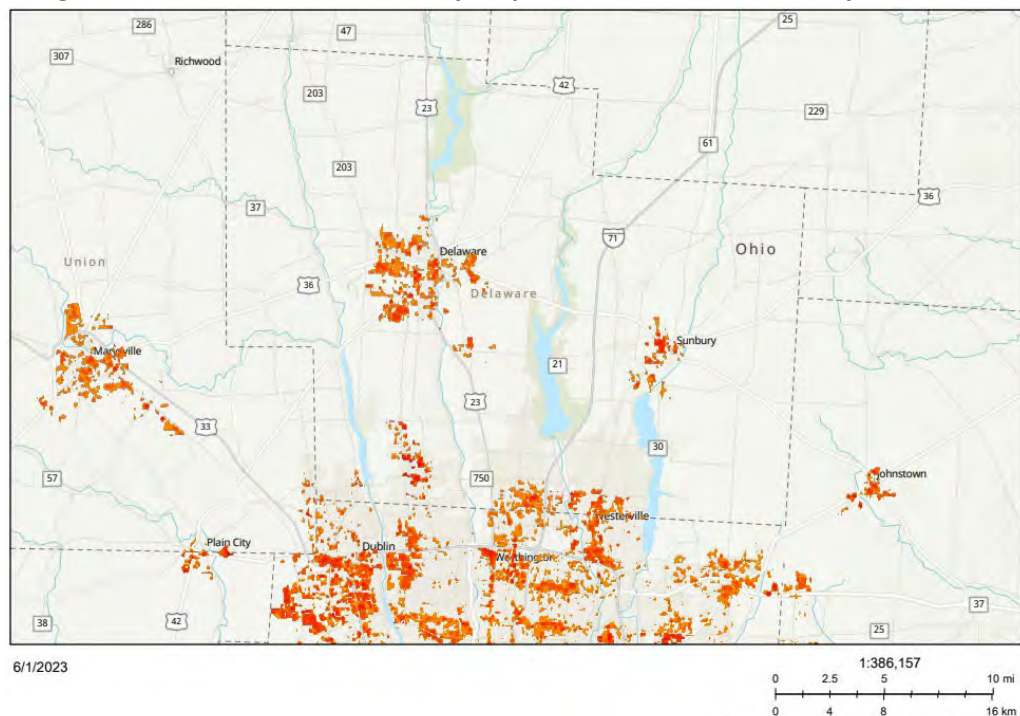 286
47
25
307
Richwood
203
23
42
229
61
203
36
37
71
Ohio
Delaware
Union
36
Delaware
Marysville
21
Sunbury
23
33
30
57
750
Johnstown
Westerville
Plain City
Dublin
Worthington
38
42
37
25
6/1/2023
1:386,157
0 2.5 5 10 mi
0 4 8 16 km